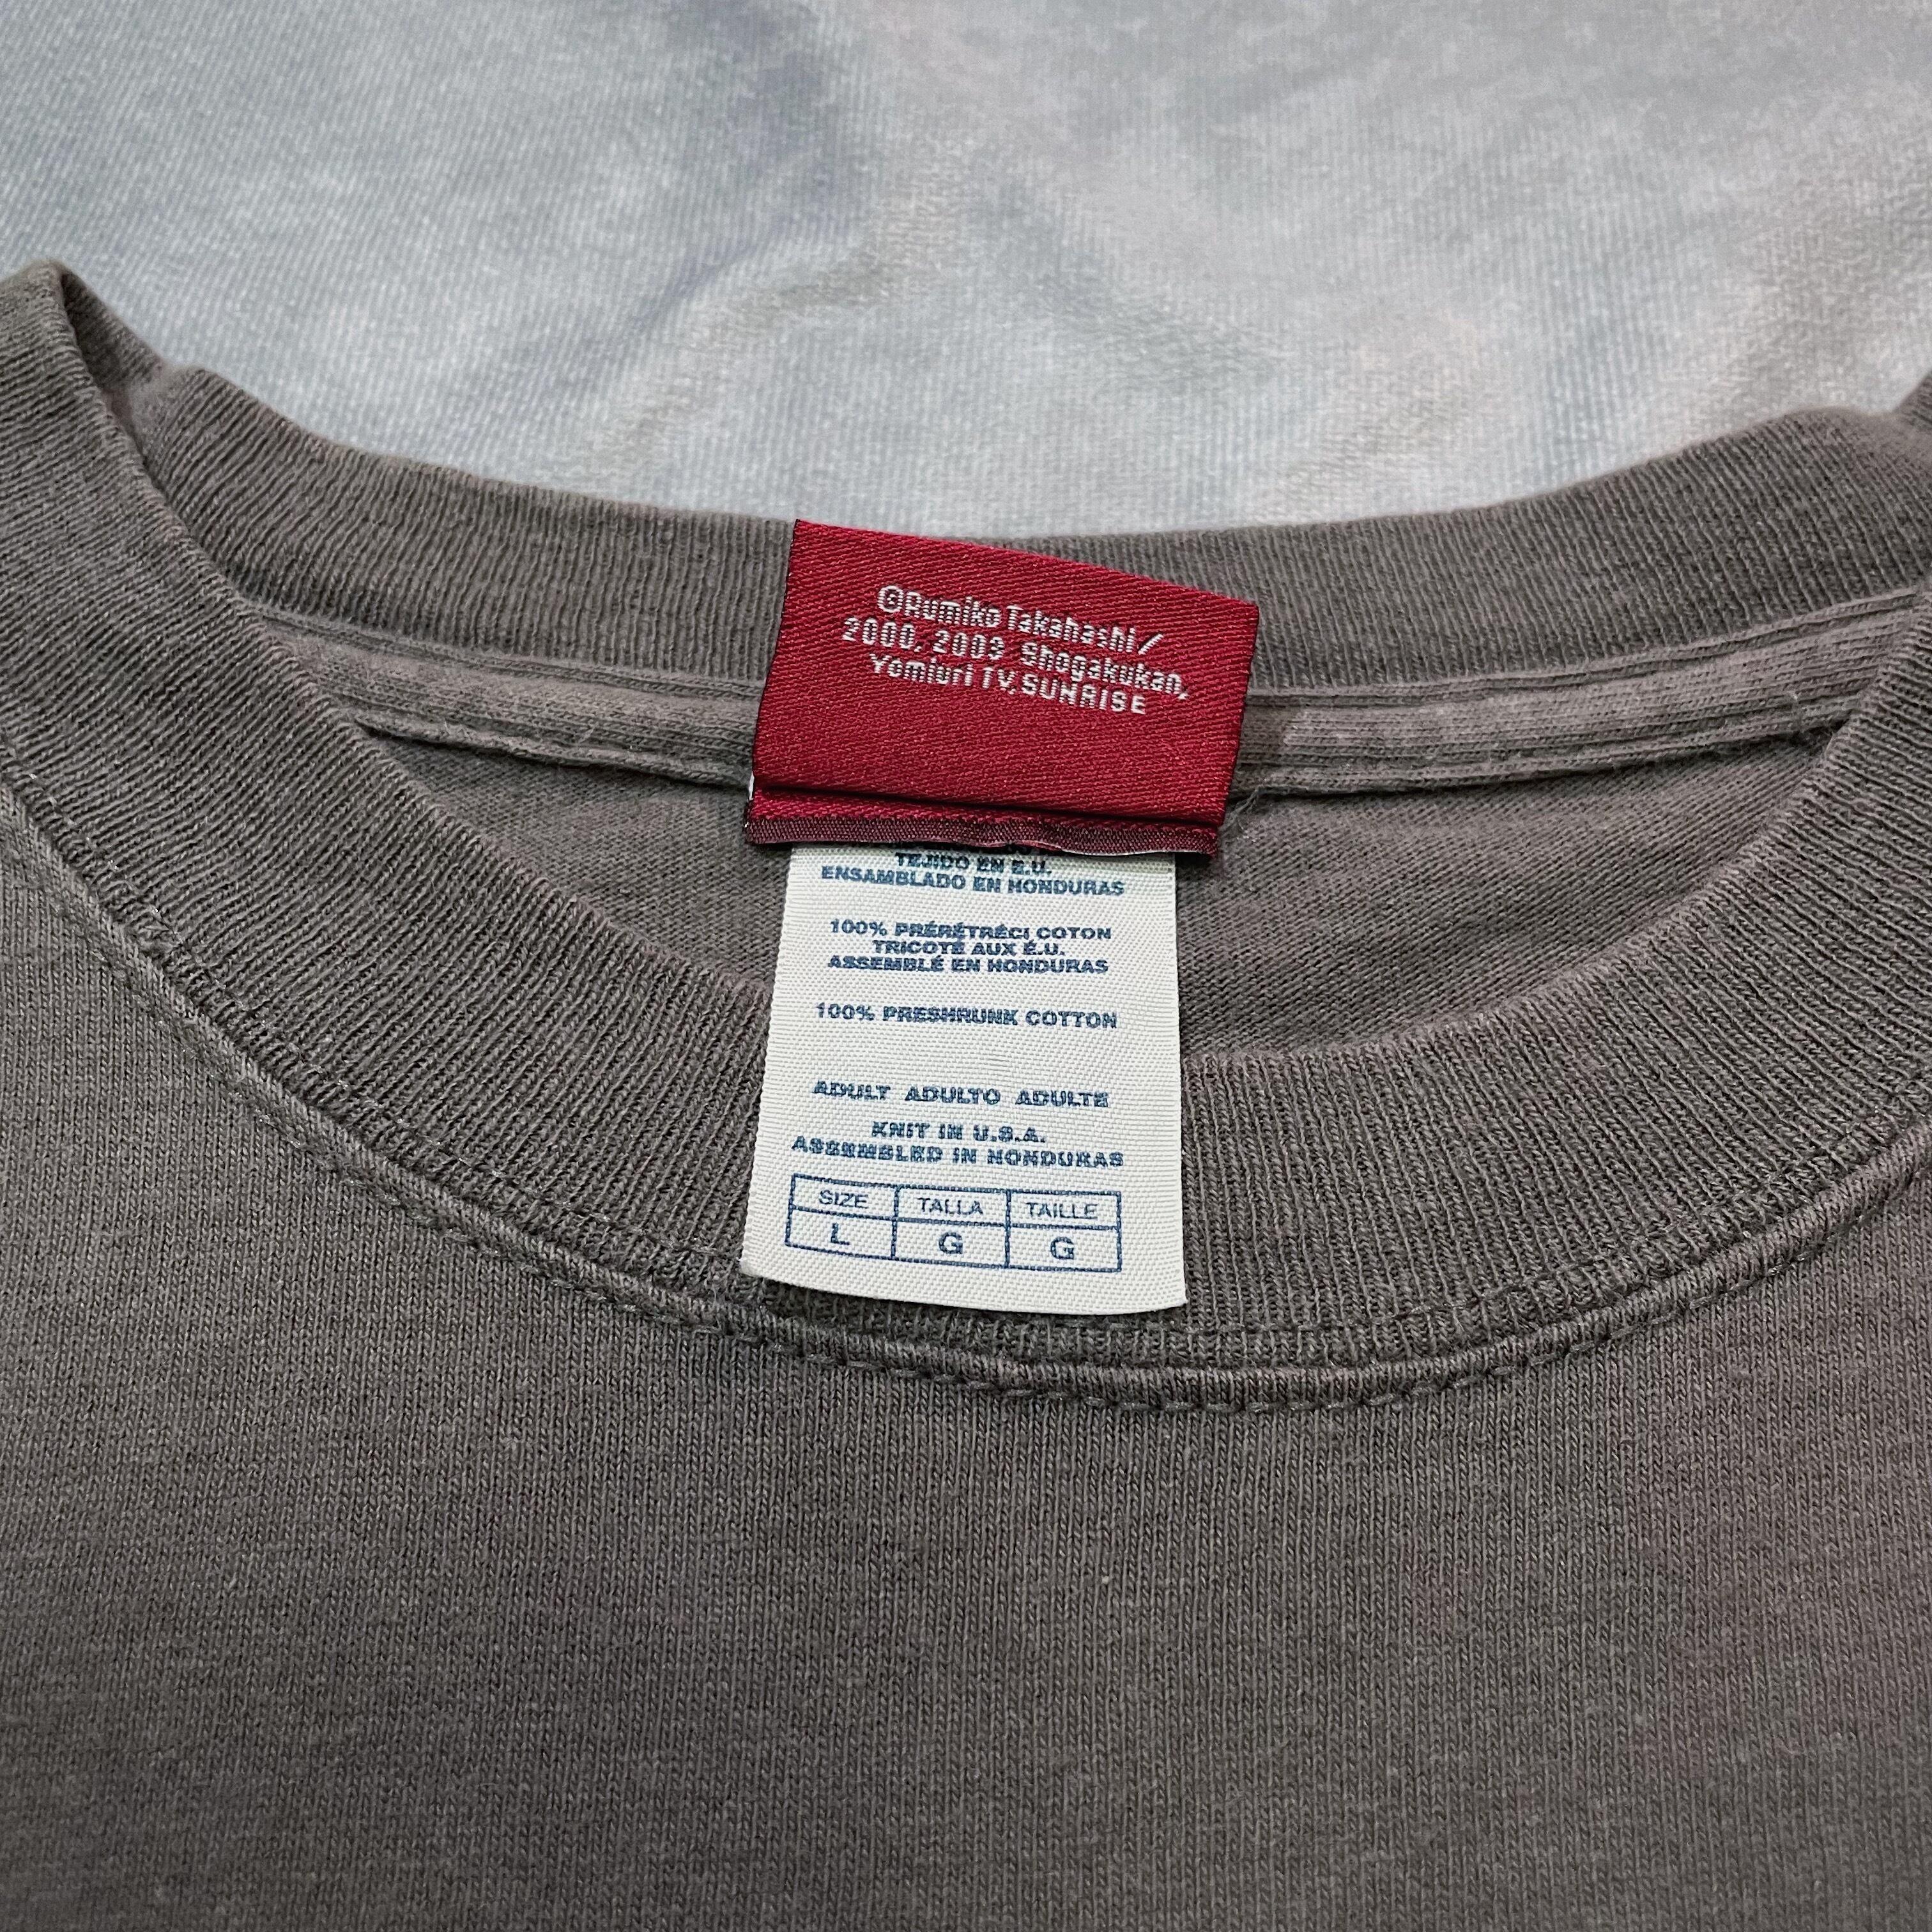 ©Rumiko Takahashi/
2000, 2003 Shogakukan,
Yomiuri TV, SUNRISE
TEJIDO EN E.U.
ENSAMBLADO EN HONDURAS
100% PRÉRÉTRÉCI COTON
TRICOTÉ AUX É.U.
ASSEMBLÉ EN HONDURAS
100% PRESHRUNK COTTON
ADULT ADULTO ADULTE
KNIT IN U.S.A.
ASSEMBLED IN HONDURAS
SIZE TALLA TAILLE
L G G